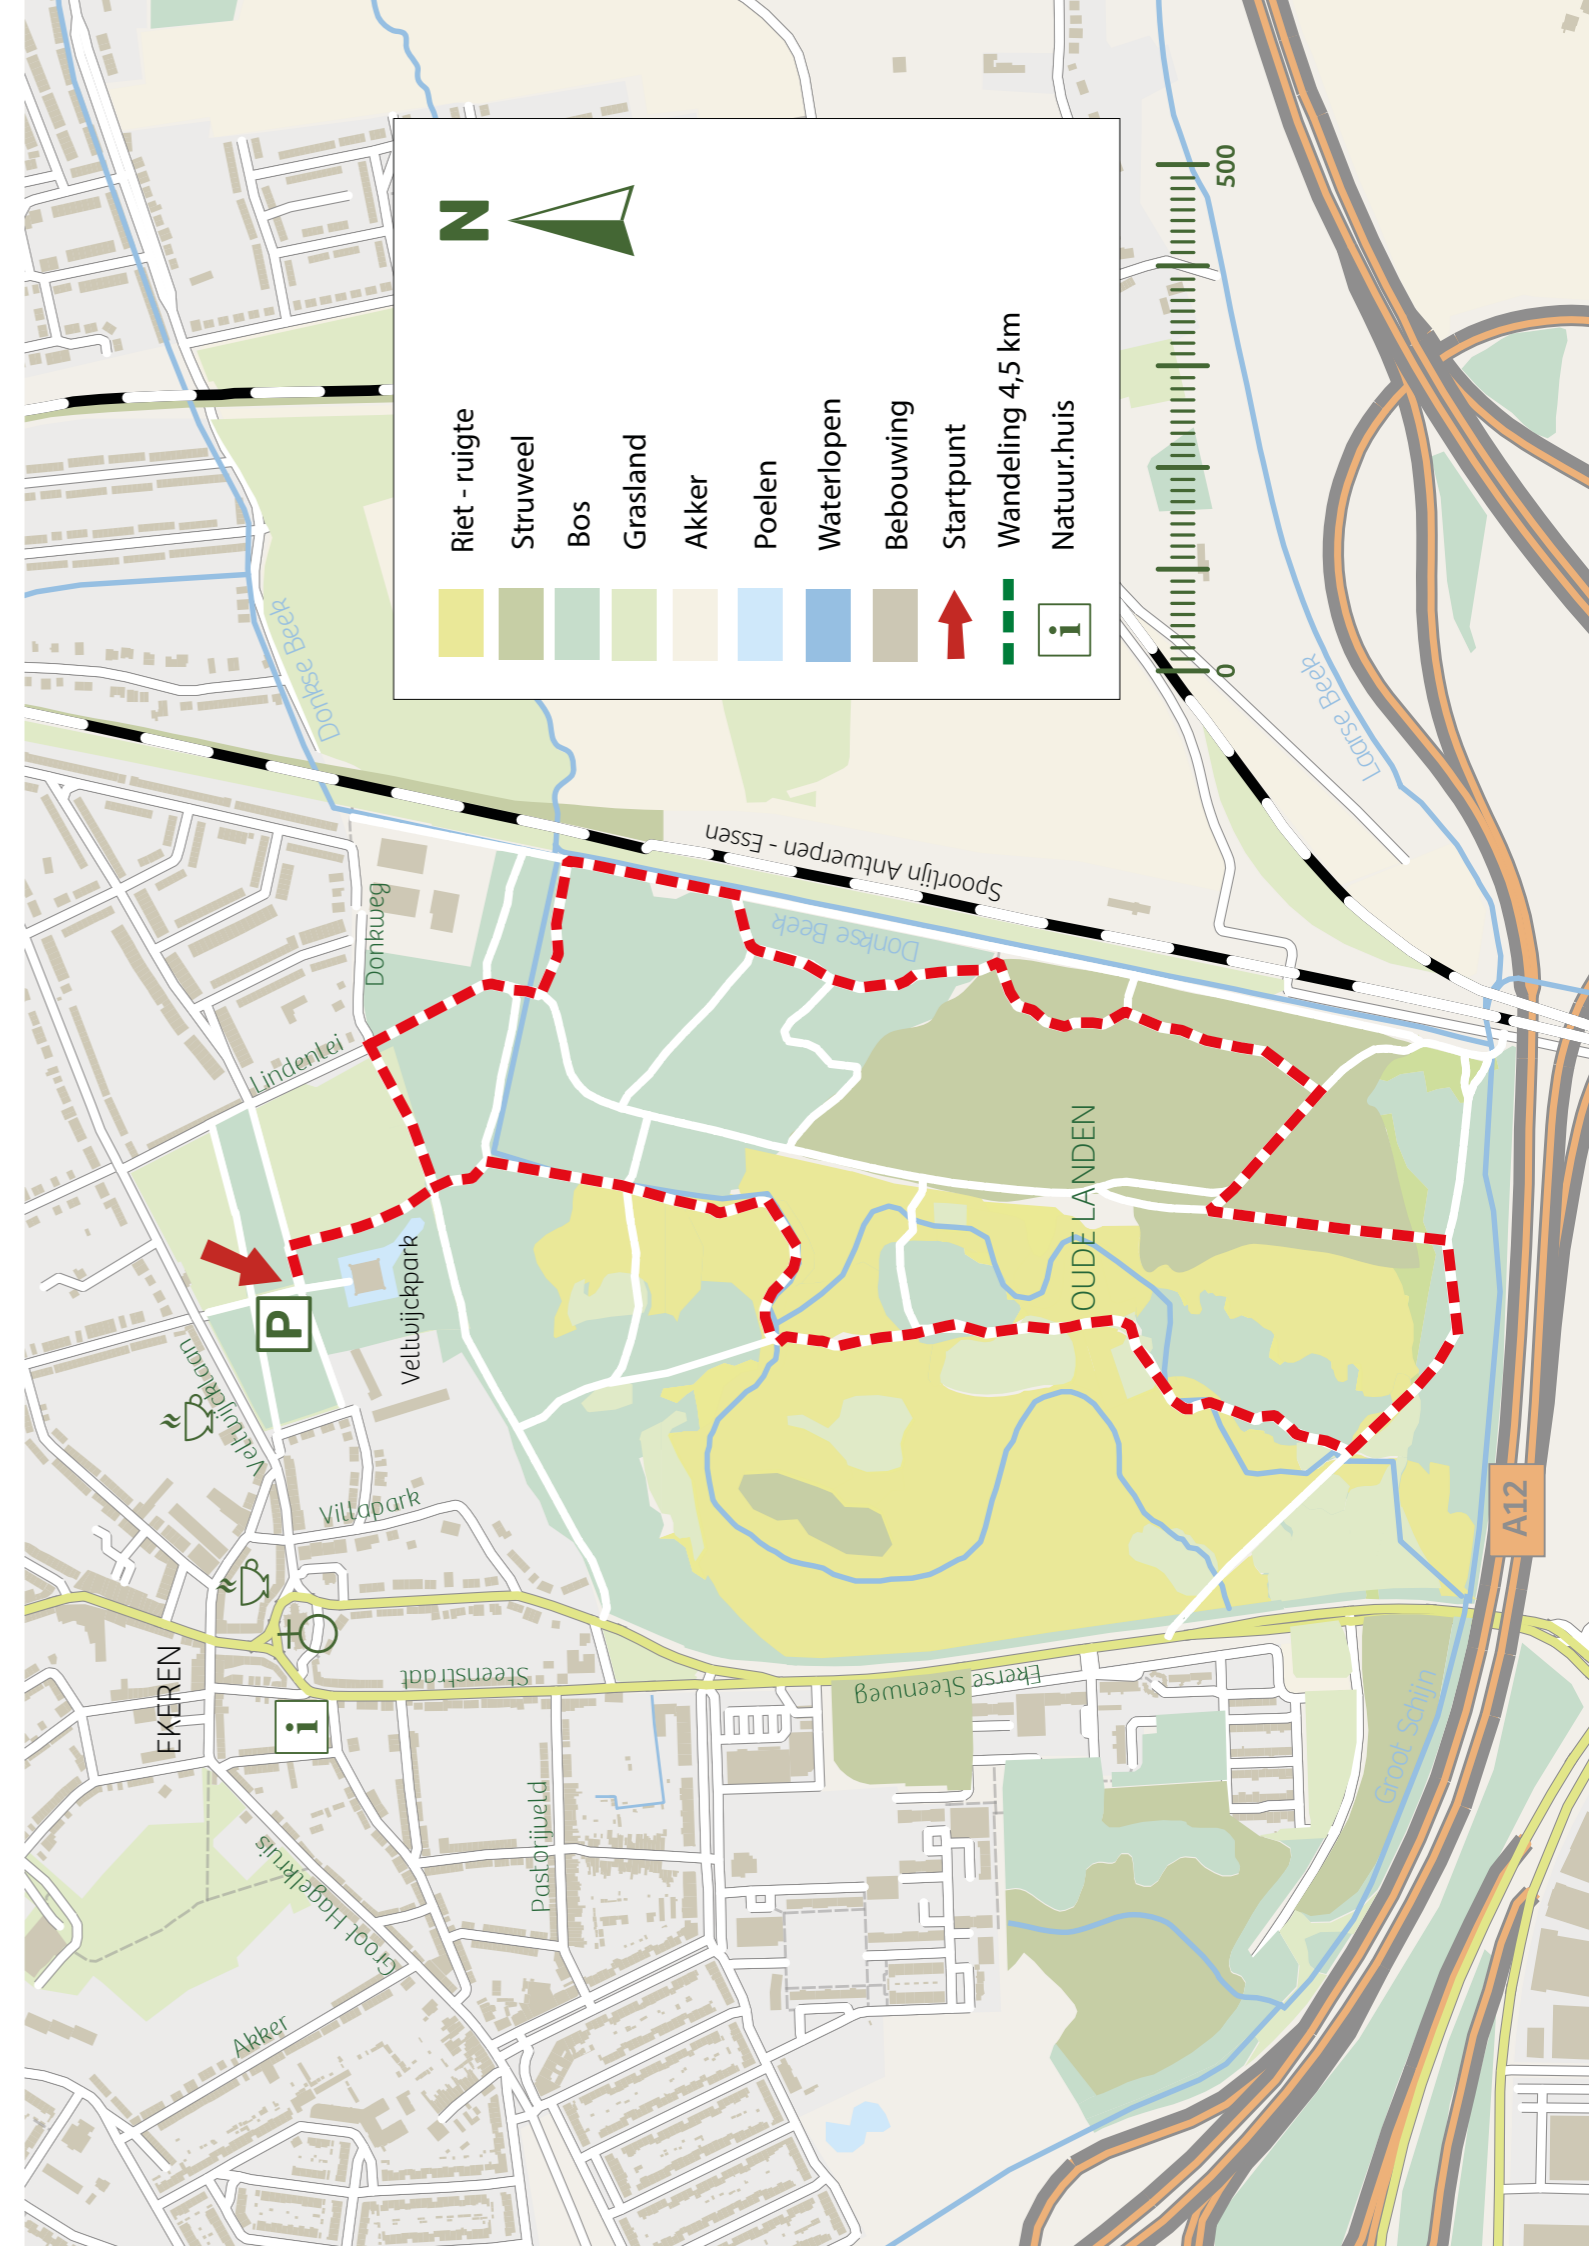 N
Riet - ruigte
Struweel
Bos
Grasland
Akker
Poelen
Waterlopen
Bebouwing
Startpunt
Wandeling 4,5 km
i
Natuur.huis
0
500
Donkse Beek
Donkweg
Lindenlei
Spoorlijn Antwerpen - Essen
Donkse Beek
Laarse Beek
P
Veltwijcklaan
Veltwijckpark
OUDE LANDEN
Villapark
A12
EKEREN
i
Steenstraat
Ekerse Steenweg
Groot Schijn
Groot Hagelkruis
Pastorijveld
Akker